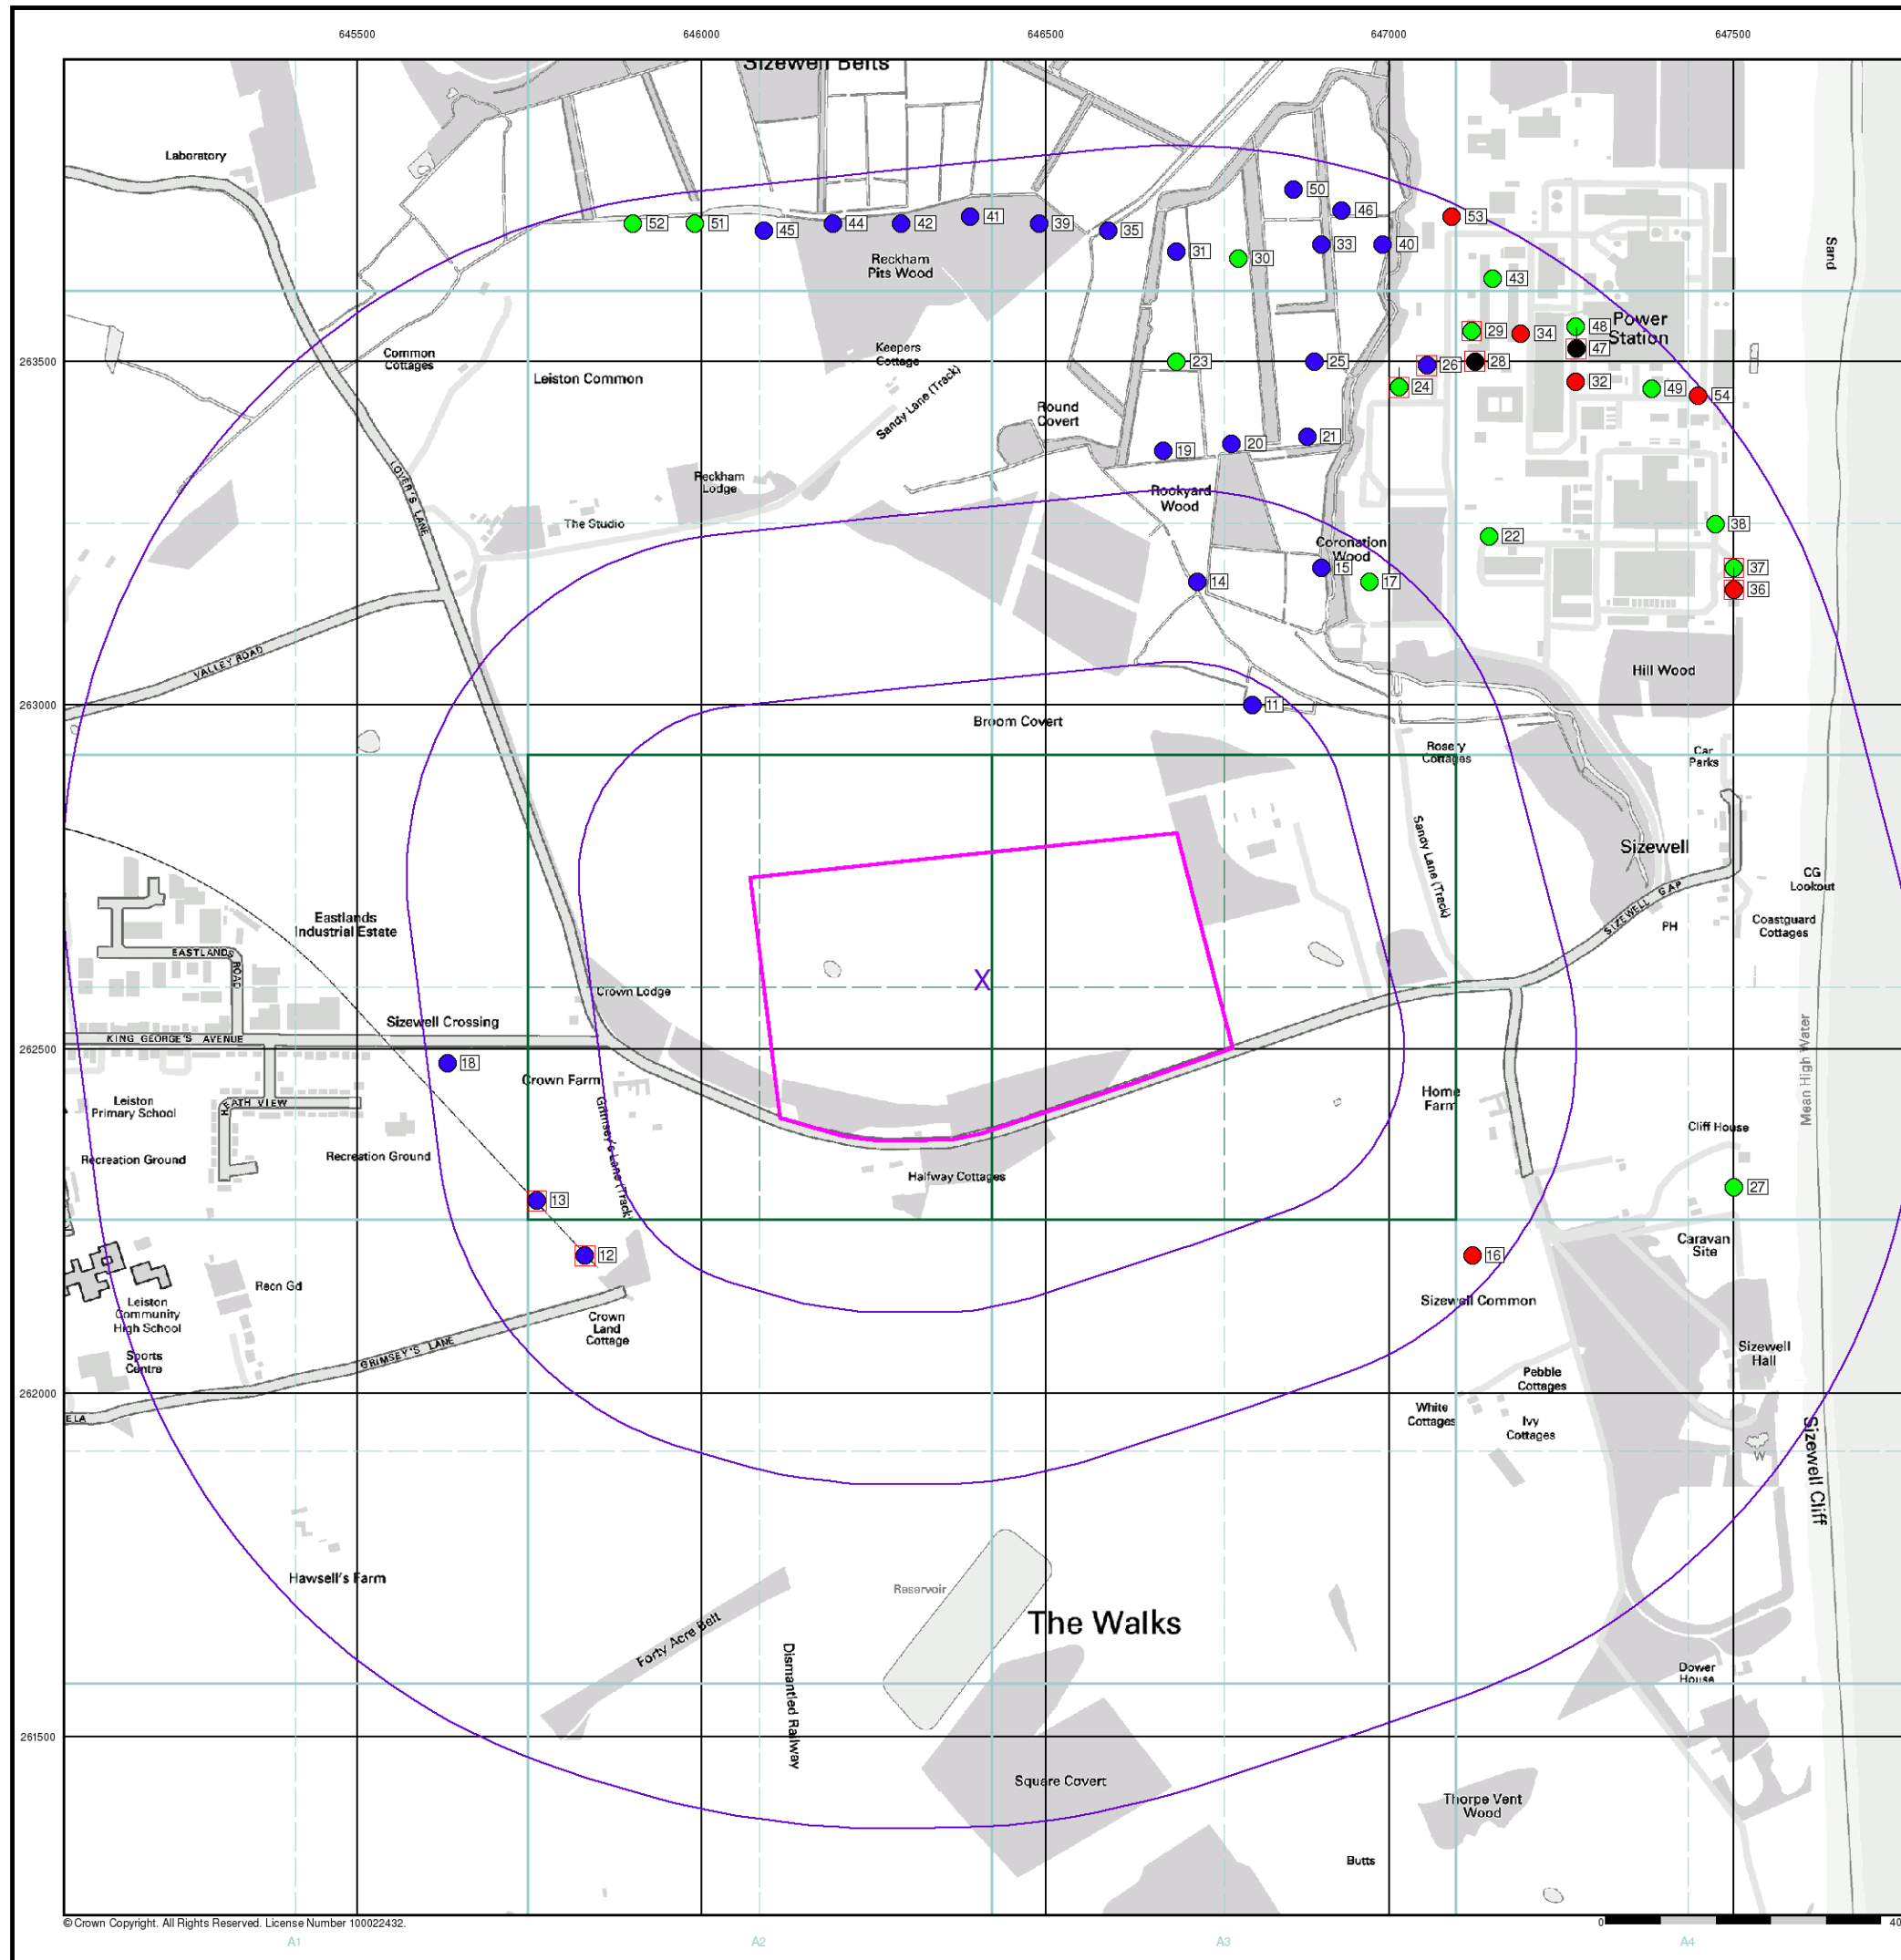 645500
646000
646500
647000
647500
Sizewell Belts
Laboratory
50
46
53
52
51
45
44
42
41
39
35
33
40
31
30
Sand
Reckham
Pits Wood
43
29
34
48
Power
Station
47
Common
Cottages
Keepers
Cottage
263500
23
25
26
28
24
32
49
54
Leiston Common
Sandy Lane (Track)
Round
Covert
19
20
21
LOVER'S LANE
Reckham
Lodge
Rookyard
Wood
The Studio
38
22
Coronation
Wood
14
15
17
37
36
VALLEY ROAD
Hill Wood
263000
11
Broom Covert
Rosery
Cottages
Car
Parks
Sandy Lane (Track)
Sizewell
CG
Lookout
SIZEWELL GAP
PH
Coastguard
Cottages
Eastlands
Industrial Estate
EASTLANDS
ROAD
X
Crown Lodge
Sizewell Crossing
KING GEORGE'S AVENUE
262500
Mean High Water
18
Crown Farm
Home
Farm
Leiston
Primary School
HEATH VIEW
Grimsey's Lane (Track)
Cliff House
Recreation Ground
Recreation Ground
Halfway Cottages
27
13
12
16
Caravan
Site
Recn Gd
Sizewell Common
Leiston
Community
High School
Crown
Land
Cottage
Sports
Centre
GRIMSEY'S LANE
Sizewell
Hall
Pebble
Cottages
262000
ELA
White
Cottages
Ivy
Cottages
Sizewell Cliff
Hawsell's Farm
Reservoir
The Walks
Forty Acre Belt
Dismantled Railway
Dower
House
261500
Square Covert
Thorpe Vent
Wood
Butts
© Crown Copyright. All Rights Reserved. License Number 100022432.
0
40
A1
A2
A3
A4